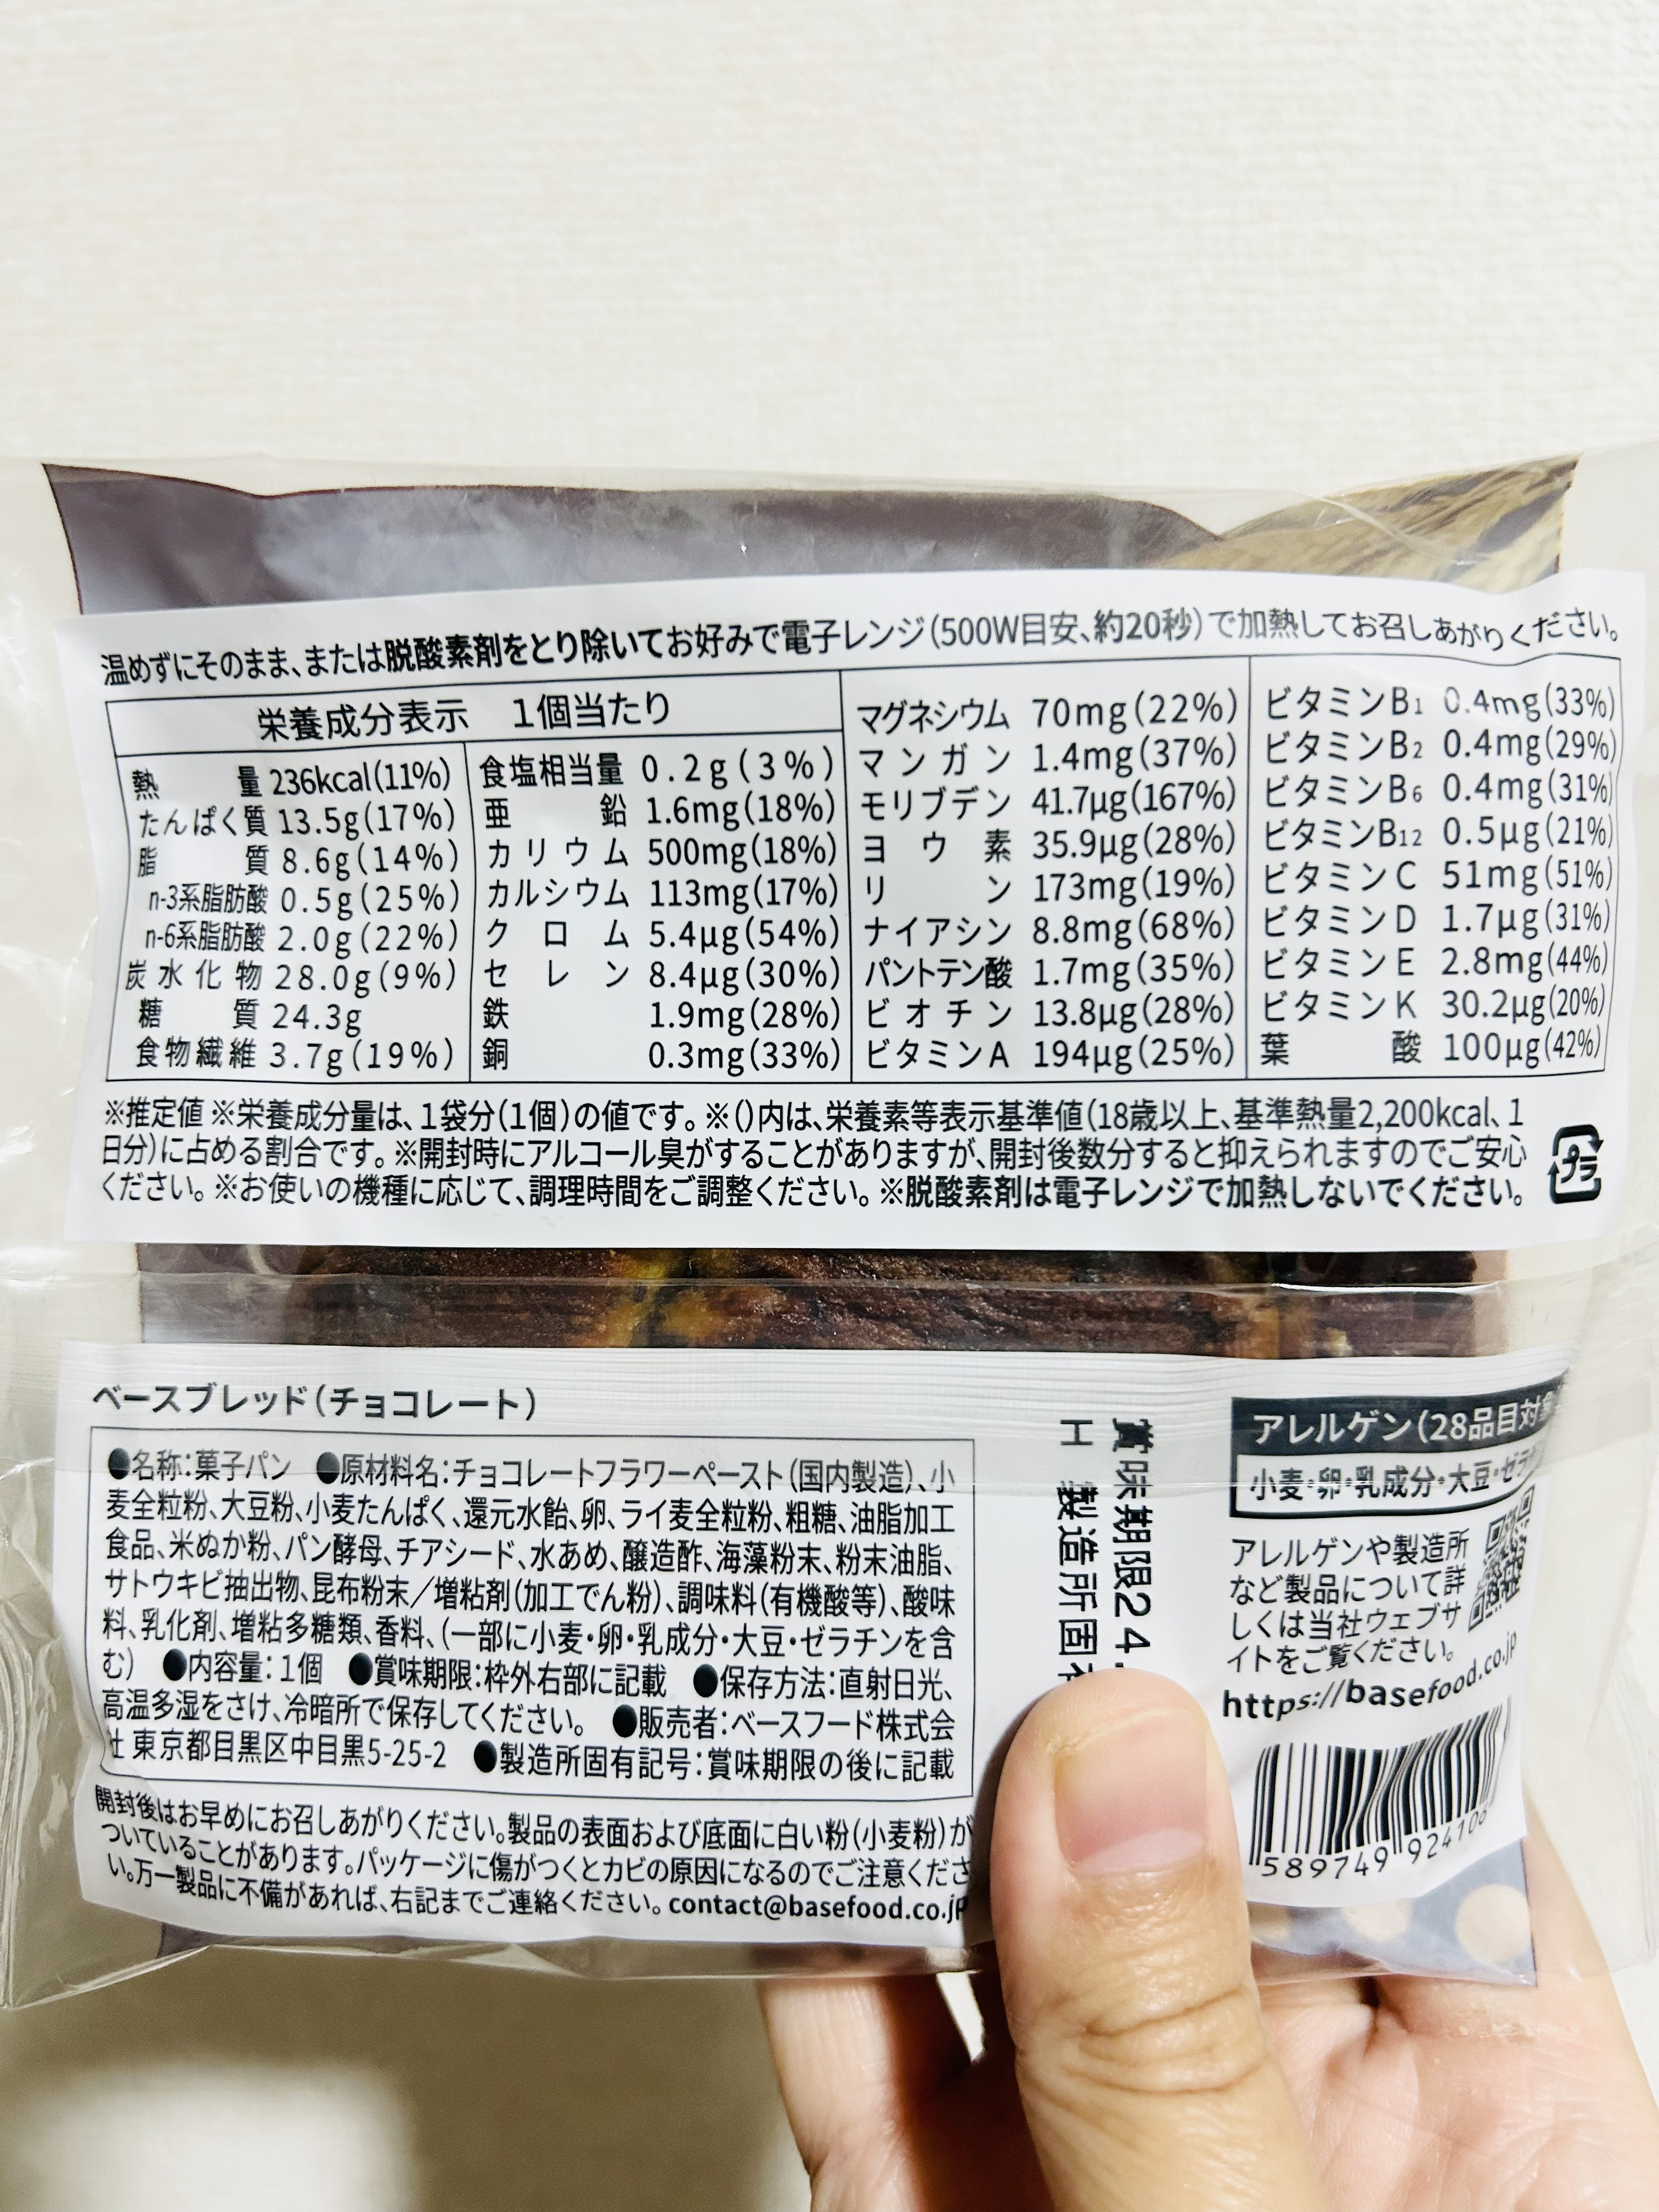 温めずにそのまま、または脱酸素剤をとり除いてお好みで電子レンジ(500W目安、約20秒)で加熱してお召しあがりください。
栄養成分表示 1個当たり
熱量 236kcal(11%)
たんぱく質 13.5g(17%)
脂質 8.6g(14%)
n-3系脂肪酸 0.5g(25%)
n-6系脂肪酸 2.0g(22%)
炭水化物 28.0g(9%)
糖質 24.3g
食物繊維 3.7g(19%)
食塩相当量 0.2g(3%)
亜鉛 1.6mg(18%)
カリウム 500mg(18%)
カルシウム 113mg(17%)
クロム 5.4μg(54%)
セレン 8.4μg(30%)
鉄 1.9mg(28%)
銅 0.3mg(33%)
マグネシウム 70mg(22%)
マンガン 1.4mg(37%)
モリブデン 41.7μg(167%)
ヨウ素 35.9μg(28%)
リン 173mg(19%)
ナイアシン 8.8mg(68%)
パントテン酸 1.7mg(35%)
ビオチン 13.8μg(28%)
ビタミンA 194μg(25%)
ビタミンB1 0.4mg(33%)
ビタミンB2 0.4mg(29%)
ビタミンB6 0.4mg(31%)
ビタミンB12 0.5μg(21%)
ビタミンC 51mg(51%)
ビタミンD 1.7μg(31%)
ビタミンE 2.8mg(44%)
ビタミンK 30.2μg(20%)
葉酸 100μg(42%)
※推定値 ※栄養成分量は、1袋分(1個)の値です。※()内は、栄養素等表示基準値(18歳以上、基準熱量2,200kcal、1
日分)に占める割合です。※開封時にアルコール臭がすることがありますが、開封後数分すると抑えられますのでご安心
ください。※お使いの機種に応じて、調理時間をご調整ください。※脱酸素剤は電子レンジで加熱しないでください。
プラ
ベースブレッド(チョコレート)
●名称:菓子パン ●原材料名:チョコレートフラワーペースト(国内製造)、小
麦全粒粉、大豆粉、小麦たんぱく、還元水飴、卵、ライ麦全粒粉、粗糖、油脂加工
食品、米ぬか粉、パン酵母、チアシード、水あめ、醸造酢、海藻粉末、粉末油脂、
サトウキビ抽出物、昆布粉末/増粘剤(加工でん粉)、調味料(有機酸等)、酸味
料、乳化剤、増粘多糖類、香料、(一部に小麦・卵・乳成分・大豆・ゼラチンを含
む) ●内容量:1個 ●賞味期限:枠外右部に記載 ●保存方法:直射日光、
高温多湿をさけ、冷暗所で保存してください。 ●販売者:ベースフード株式会
社 東京都目黒区中目黒5-25-2 ●製造所固有記号:賞味期限の後に記載
開封後はお早めにお召しあがりください。製品の表面および底面に白い粉(小麦粉)が
ついていることがあります。パッケージに傷がつくとカビの原因になるのでご注意くださ
い。万一製品に不備があれば、右記までご連絡ください。contact@basefood.co.jp
賞味期限24.
H 製造所固
アレルゲン(28品目対象
小麦・卵・乳成分・大豆・ゼラ
アレルゲンや製造所
など製品について詳
しくは当社ウェブサ
イトをご覧ください。
https://basefood.co.jp
589749 924106